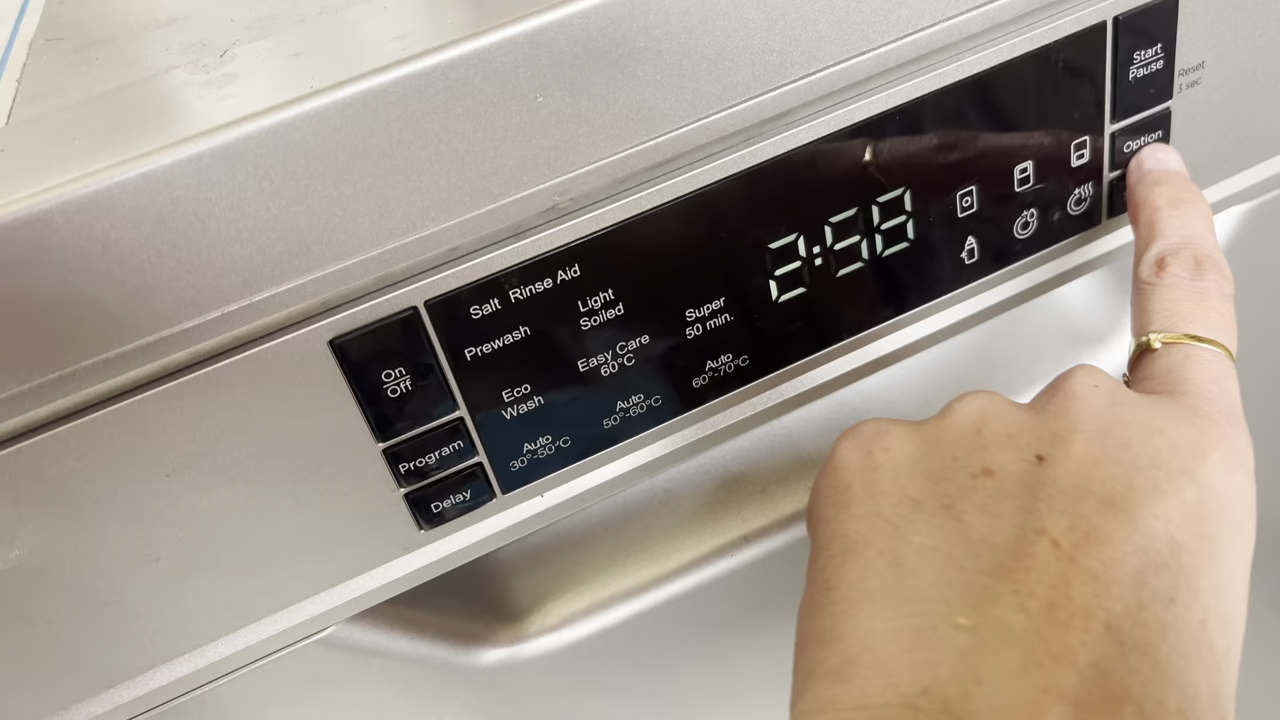 Start
Pause
Reset
3 sec
Option
2:58
Salt Rinse Aid
Prewash
Light
Soiled
Super
50 min.
Eco
Wash
Easy Care
60°C
Auto
60°-70°C
Auto
50°-60°C
Auto
30°-50°C
On
Off
Program
Delay